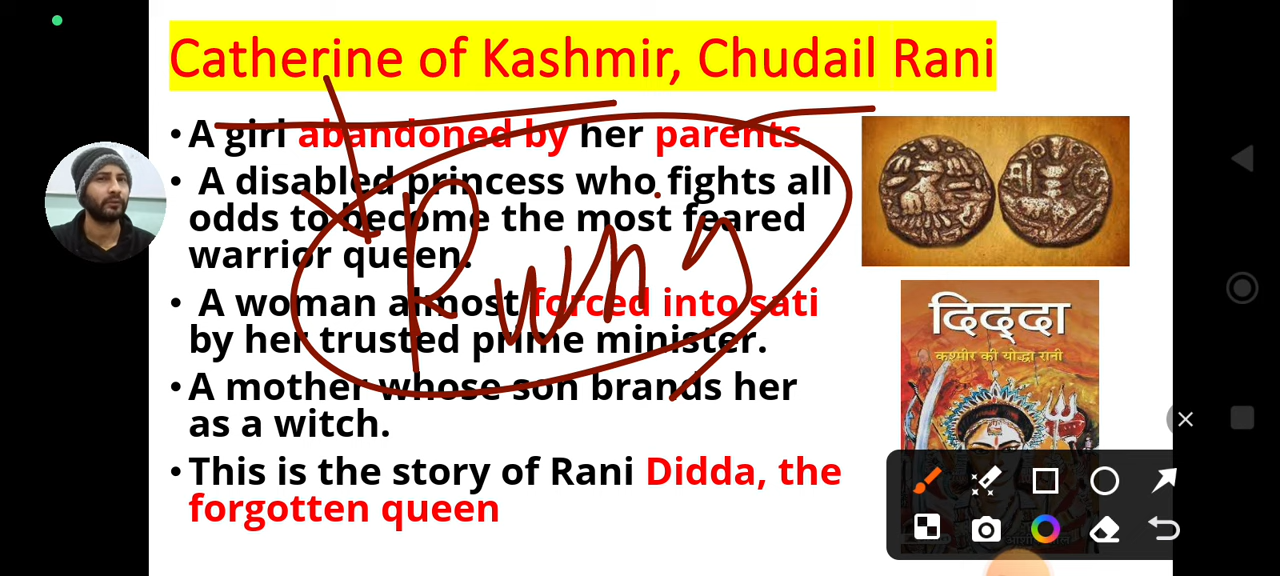 Catherine of Kashmir, Chudail Rani
• A girl abandoned by her parents
• A disabled princess who fights all
odds to become the most feared
warrior queen.
• A woman almost forced into sati
by her trusted prime minister.
• A mother whose son brands her
as a witch.
• This is the story of Rani Didda, the
forgotten queen
दिद्दा
कश्मीर की योद्धा रानी